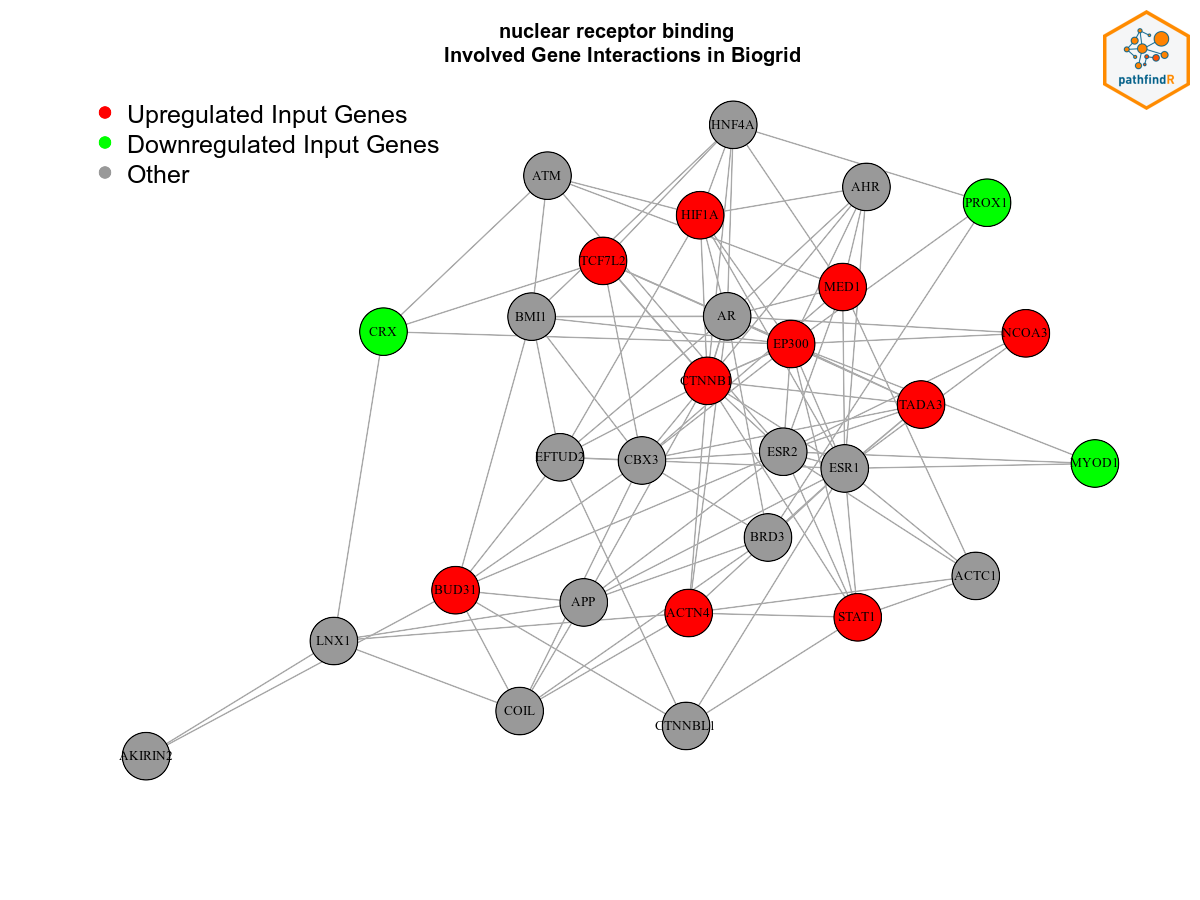 nuclear receptor binding
Involved Gene Interactions in Biogrid
pathfindR
Upregulated Input Genes
Downregulated Input Genes
Other
HNF4A
ATM
AHR
PROX1
HIF1A
TCF7L2
MED1
BMI1
AR
CRX
EP300
NCOA3
CTNNB1
TADA3
EFTUD2
CBX3
ESR2
ESR1
MYOD1
BRD3
ACTC1
BUD31
APP
ACTN4
STAT1
LNX1
COIL
CTNNBL1
AKIRIN2